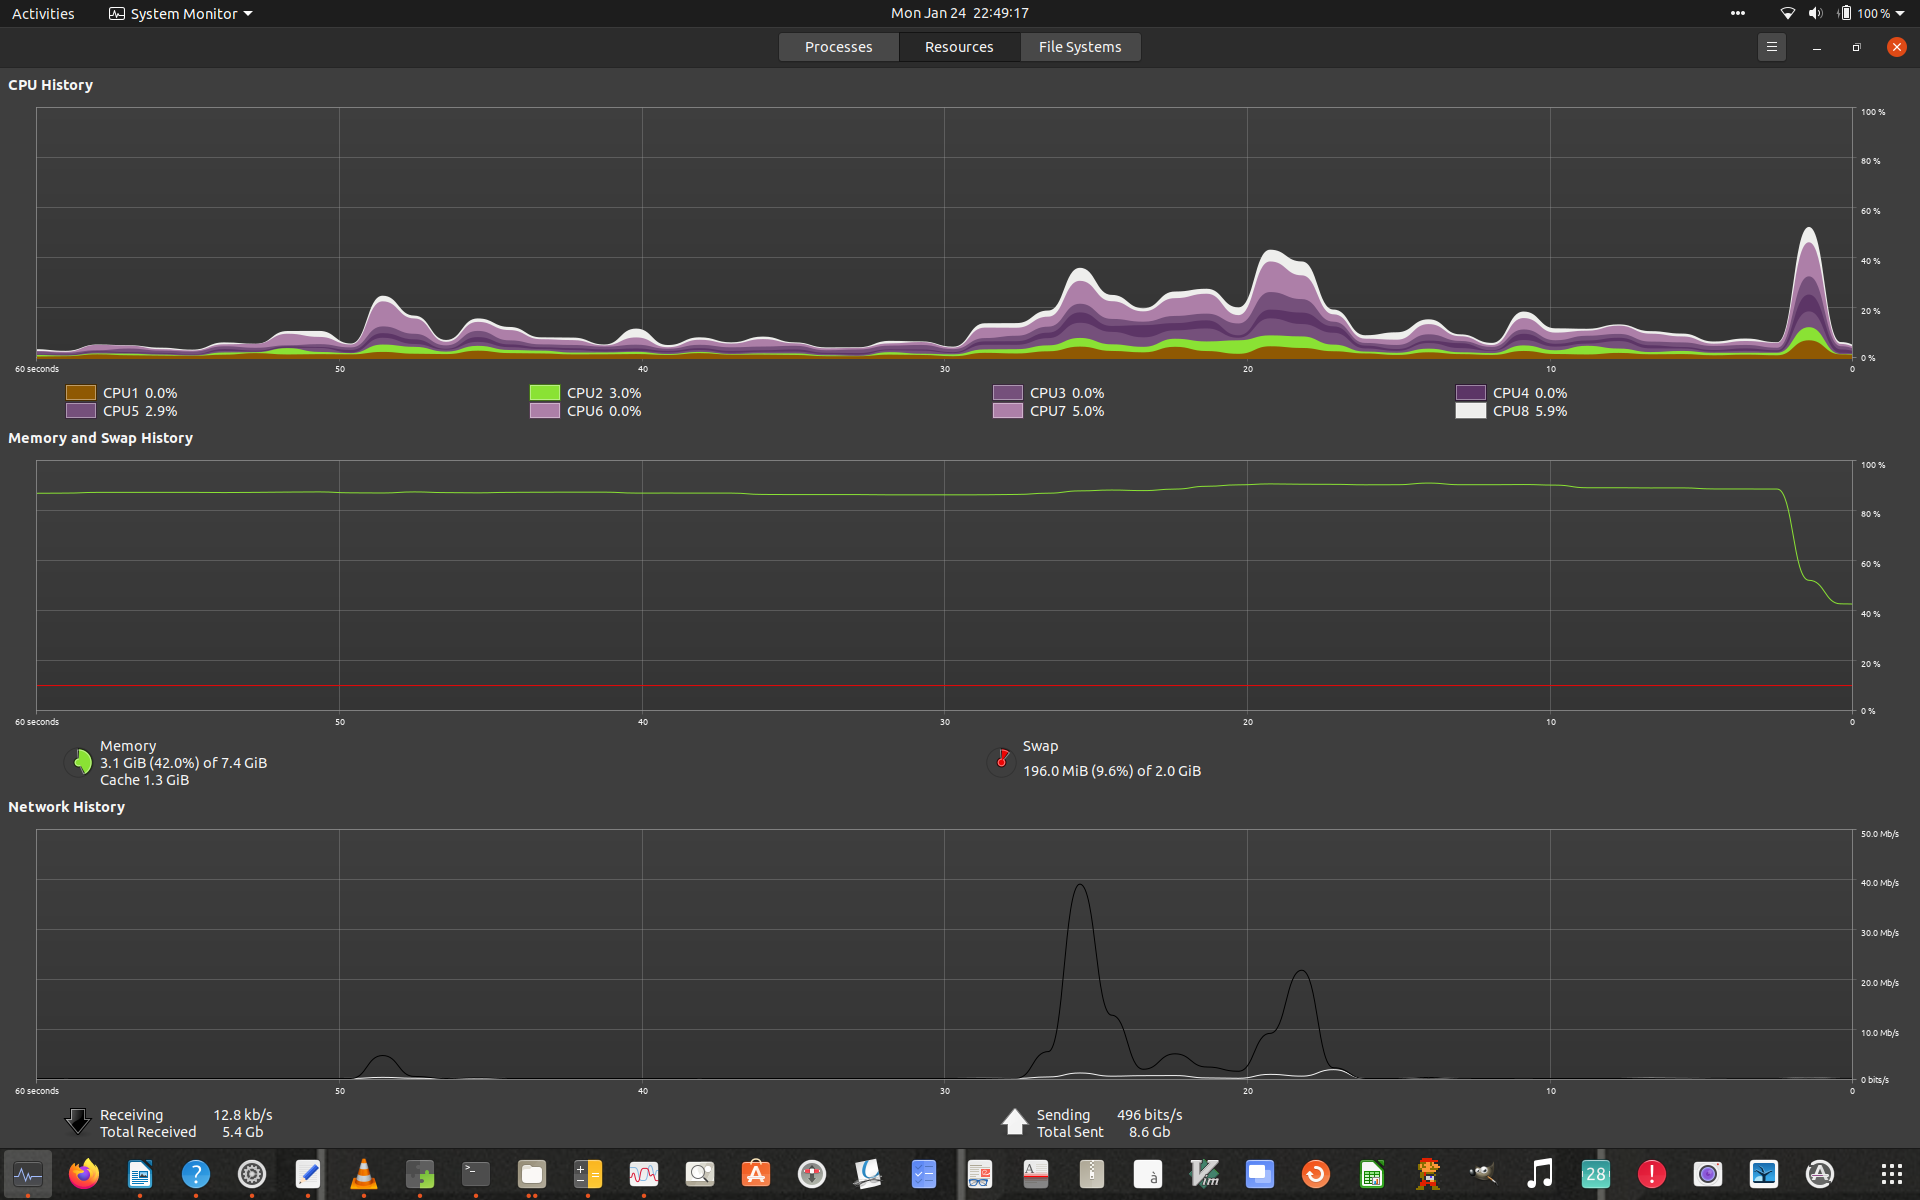 Activities
System Monitor
Mon Jan 24 22:49:17
100 %
Processes
Resources
File Systems
CPU History
100 %
80 %
60 %
40 %
20 %
0 %
60 seconds
50
40
30
20
10
0
CPU1 0.0%
CPU2 3.0%
CPU3 0.0%
CPU4 0.0%
CPU5 2.9%
CPU6 0.0%
CPU7 5.0%
CPU8 5.9%
Memory and Swap History
100 %
80 %
60 %
40 %
20 %
0 %
60 seconds
50
40
30
20
10
0
Memory
3.1 GiB (42.0%) of 7.4 GiB
Cache 1.3 GiB
Swap
196.0 MiB (9.6%) of 2.0 GiB
Network History
50.0 Mb/s
40.0 Mb/s
30.0 Mb/s
20.0 Mb/s
10.0 Mb/s
0 bits/s
60 seconds
50
40
30
20
10
0
Receiving 12.8 kb/s
Total Received 5.4 Gb
Sending 496 bits/s
Total Sent 8.6 Gb
?
>_
A
à
Vim
28
!